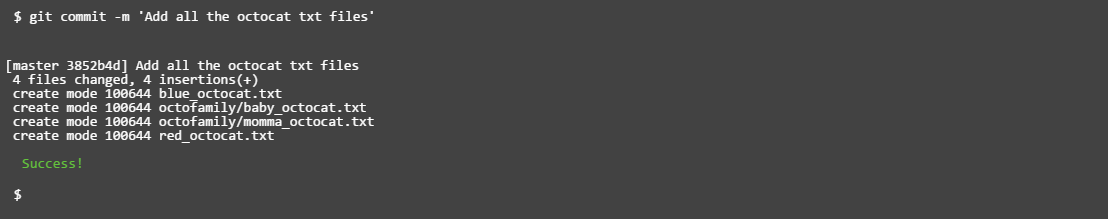 $ git commit -m 'Add all the octocat txt files'
[master 3852b4d] Add all the octocat txt files
4 files changed, 4 insertions(+)
create mode 100644 blue_octocat.txt
create mode 100644 octofamily/baby_octocat.txt
create mode 100644 octofamily/momma_octocat.txt
create mode 100644 red_octocat.txt
Success!
$